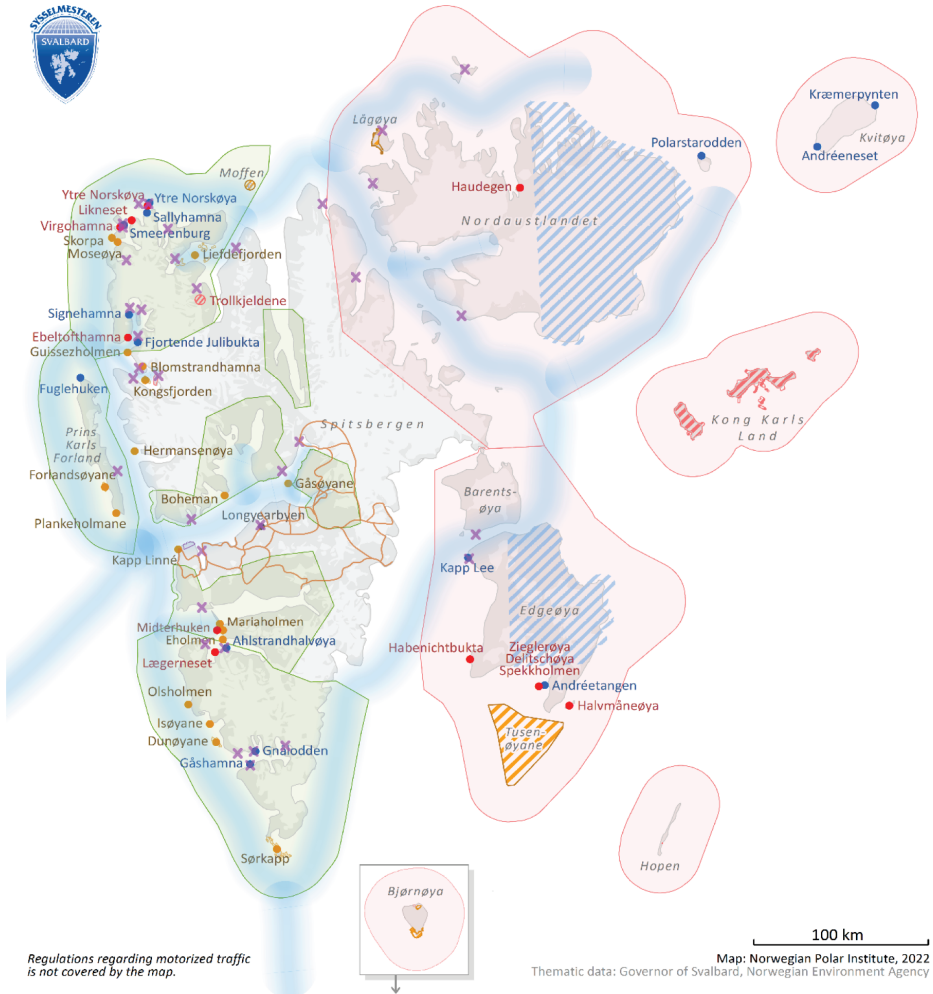 SYSSELMESTEREN
SVALBARD
Kræmerpynten
Kvitøya
Andréeneset
Lågøya
Polarstarodden
Moffen
Haudegen
Nordaustlandet
Ytre Norskøya
Ytre Norskøya
Likneset
Sallyhamna
Virgohamna
Smeerenburg
Skorpa
Moseøya
Liefdefjorden
Trollkjeldene
Signehamna
Ebeltofthamna
Fjortende Julibukta
Guissezholmen
Blomstrandhamna
Fuglehuken
Kongsfjorden
Kong Karls
Land
Spitsbergen
Prins
Karls
Forland
Hermansenøya
Forlandsøyane
Gåsøyane
Boheman
Barents-
øya
Plankeholmane
Longyearbyen
Kapp Linné
Kapp Lee
Edgeøya
Mariaholmen
Midterhuken
Eholmen
Ahlstrandhalvøya
Habenichtbukta
Zieglerøya
Delitschøya
Spekkholmen
Lægerneset
Andréetangen
Olsholmen
Halvmåneøya
Isøyane
Tusen-
øyane
Dunøyane
Gnålodden
Gåshamna
Sørkapp
Hopen
Bjørnøya
100 km
Regulations regarding motorized traffic
is not covered by the map.
Map: Norwegian Polar Institute, 2022
Thematic data: Governor of Svalbard, Norwegian Environment Agency